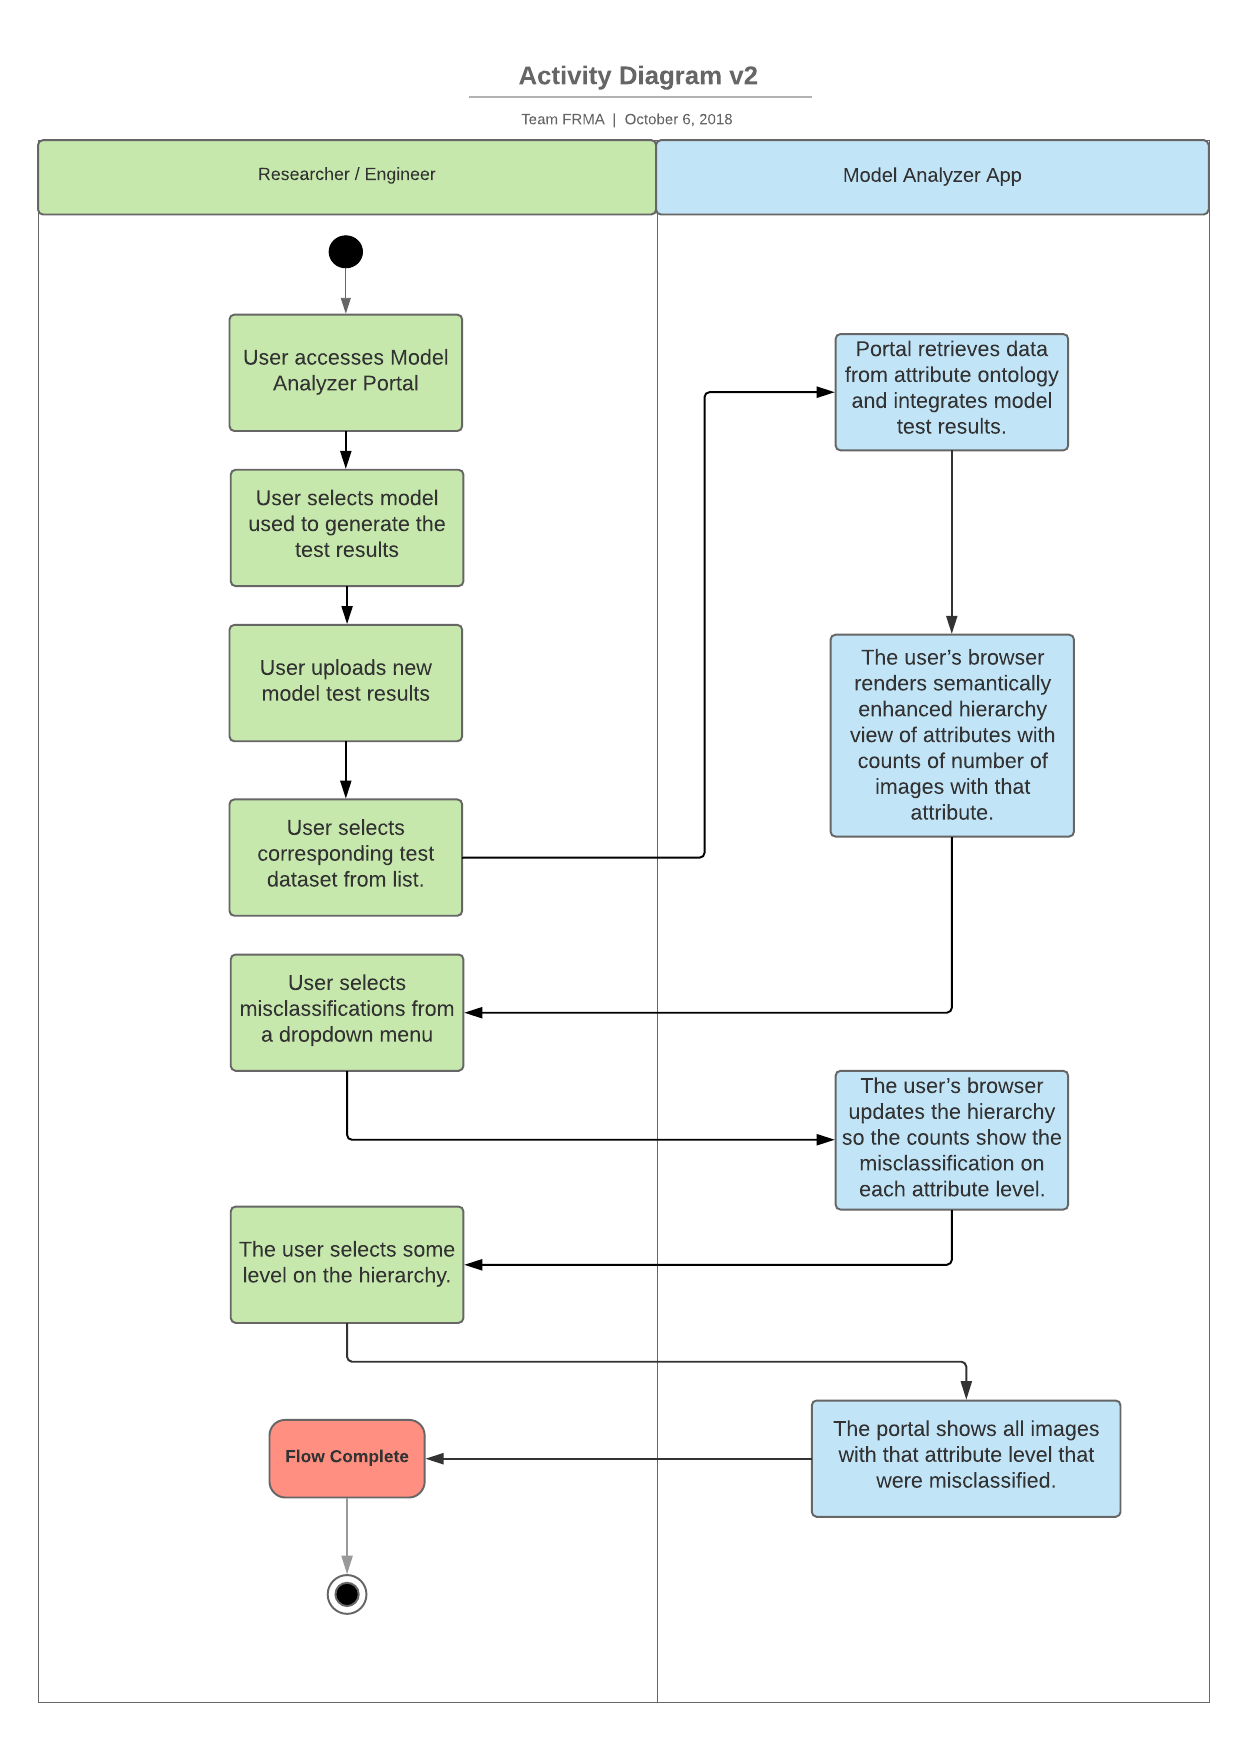 Activity Diagram v2
Team FRMA | October 6, 2018
Researcher / Engineer
Model Analyzer App
User accesses Model
Analyzer Portal
User selects model
used to generate the
test results
User uploads new
model test results
User selects
corresponding test
dataset from list.
Portal retrieves data
from attribute ontology
and integrates model
test results.
The user’s browser
renders semantically
enhanced hierarchy
view of attributes with
counts of number of
images with that
attribute.
User selects
misclassifications from
a dropdown menu
The user’s browser
updates the hierarchy
so the counts show the
misclassification on
each attribute level.
The user selects some
level on the hierarchy.
The portal shows all images
with that attribute level that
were misclassified.
Flow Complete